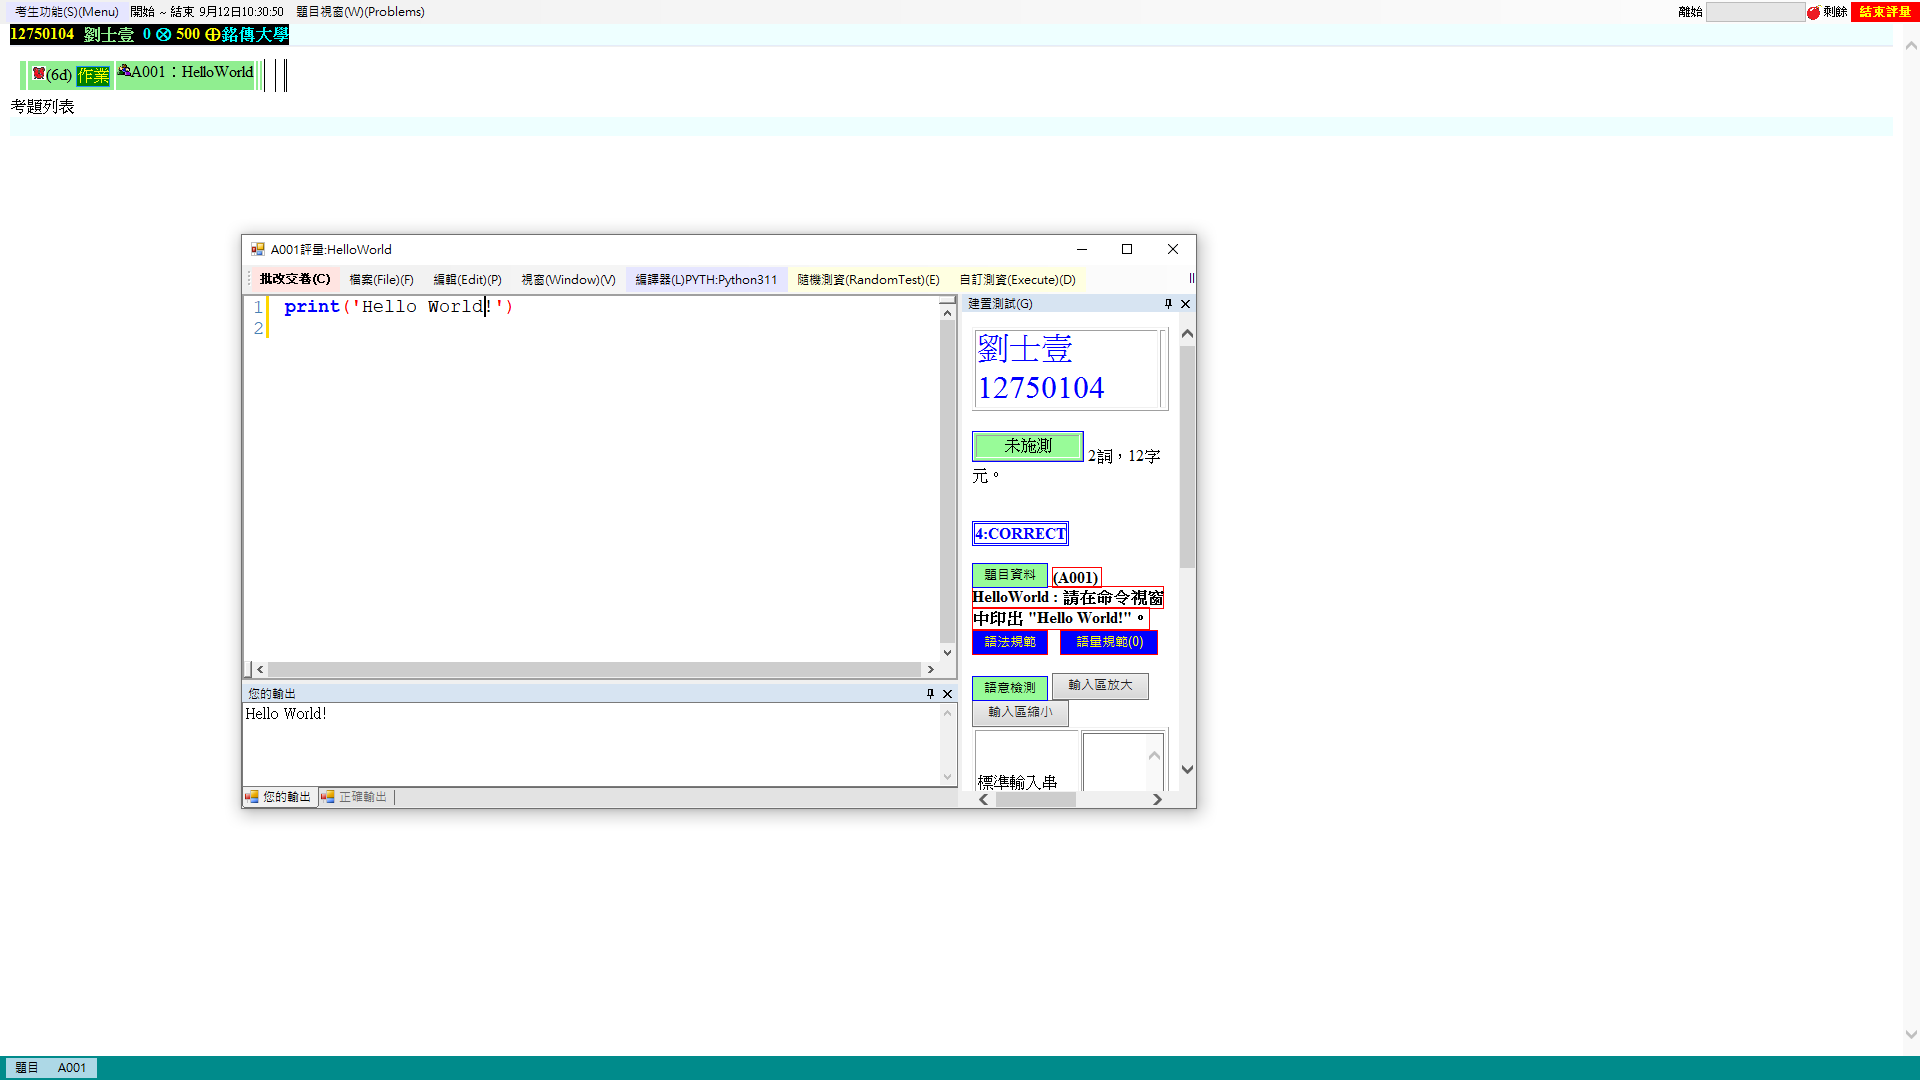 考生功能(S)(Menu) 開始 ~ 結束 9月12日10:30:50 題目視窗(W)(Problems) 離始 剩餘 結束評量
12750104 劉士壹 0 ⊗ 500 ⊕銘傳大學
(6d) 作業 A001：HelloWorld
考題列表
A001評量:HelloWorld
批改交卷(C) 檔案(File)(F) 編輯(Edit)(P) 視窗(Window)(V) 編譯器(L)PYTH:Python311 隨機測資(RandomTest)(E) 自訂測資(Execute)(D)
1 print('Hello World!')
2
建置測試(G)
劉士壹
12750104
未施測 2詞，12字
元。
4:CORRECT
題目資料 (A001)
HelloWorld : 請在命令視窗
中印出 "Hello World!"。
語法規範 語量規範(0)
語意檢測 輸入區放大
輸入區縮小
標準輸入串
您的輸出
Hello World!
您的輸出 正確輸出
題目 A001